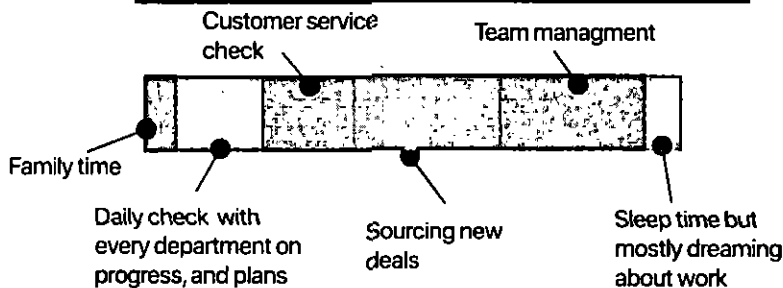 Customer service
check
Team managment
Family time
Daily check with
every department on
progress, and plans
Sourcing new
deals
Sleep time but
mostly dreaming
about work